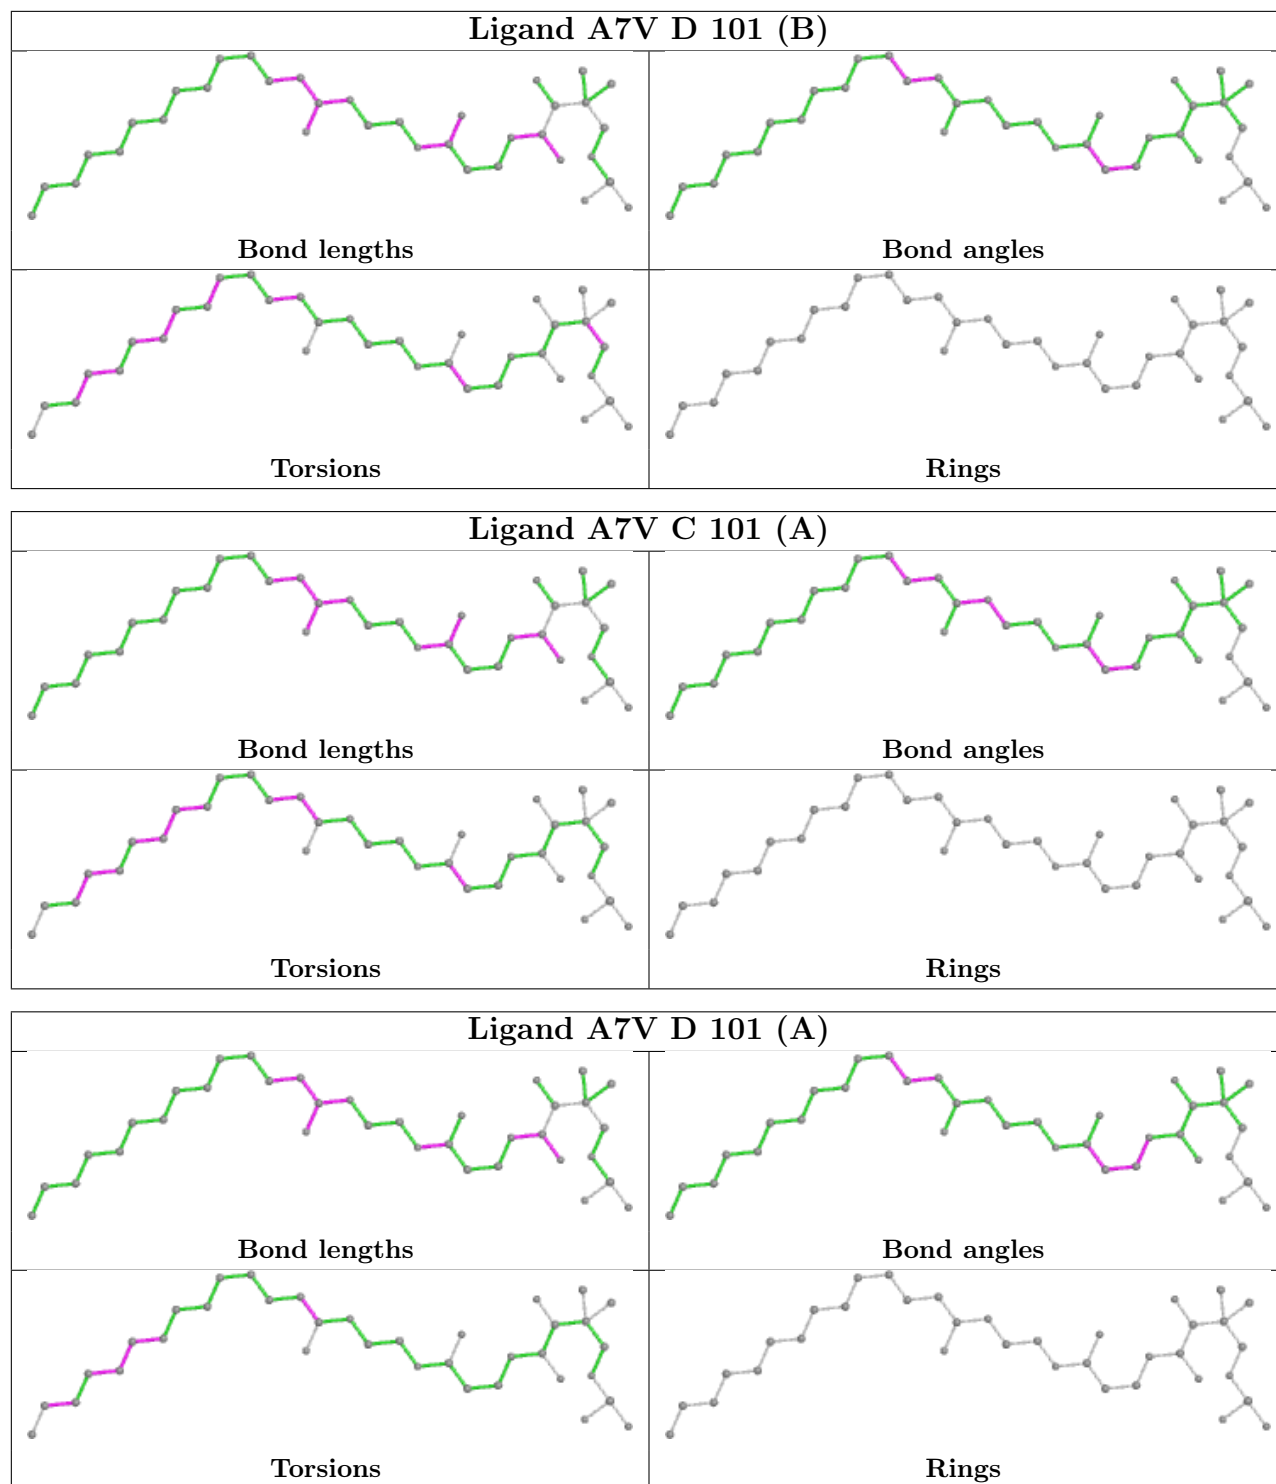 Ligand A7V D 101 (B)
Bond lengths
Bond angles
Torsions
Rings
Ligand A7V C 101 (A)
Bond lengths
Bond angles
Torsions
Rings
Ligand A7V D 101 (A)
Bond lengths
Bond angles
Torsions
Rings